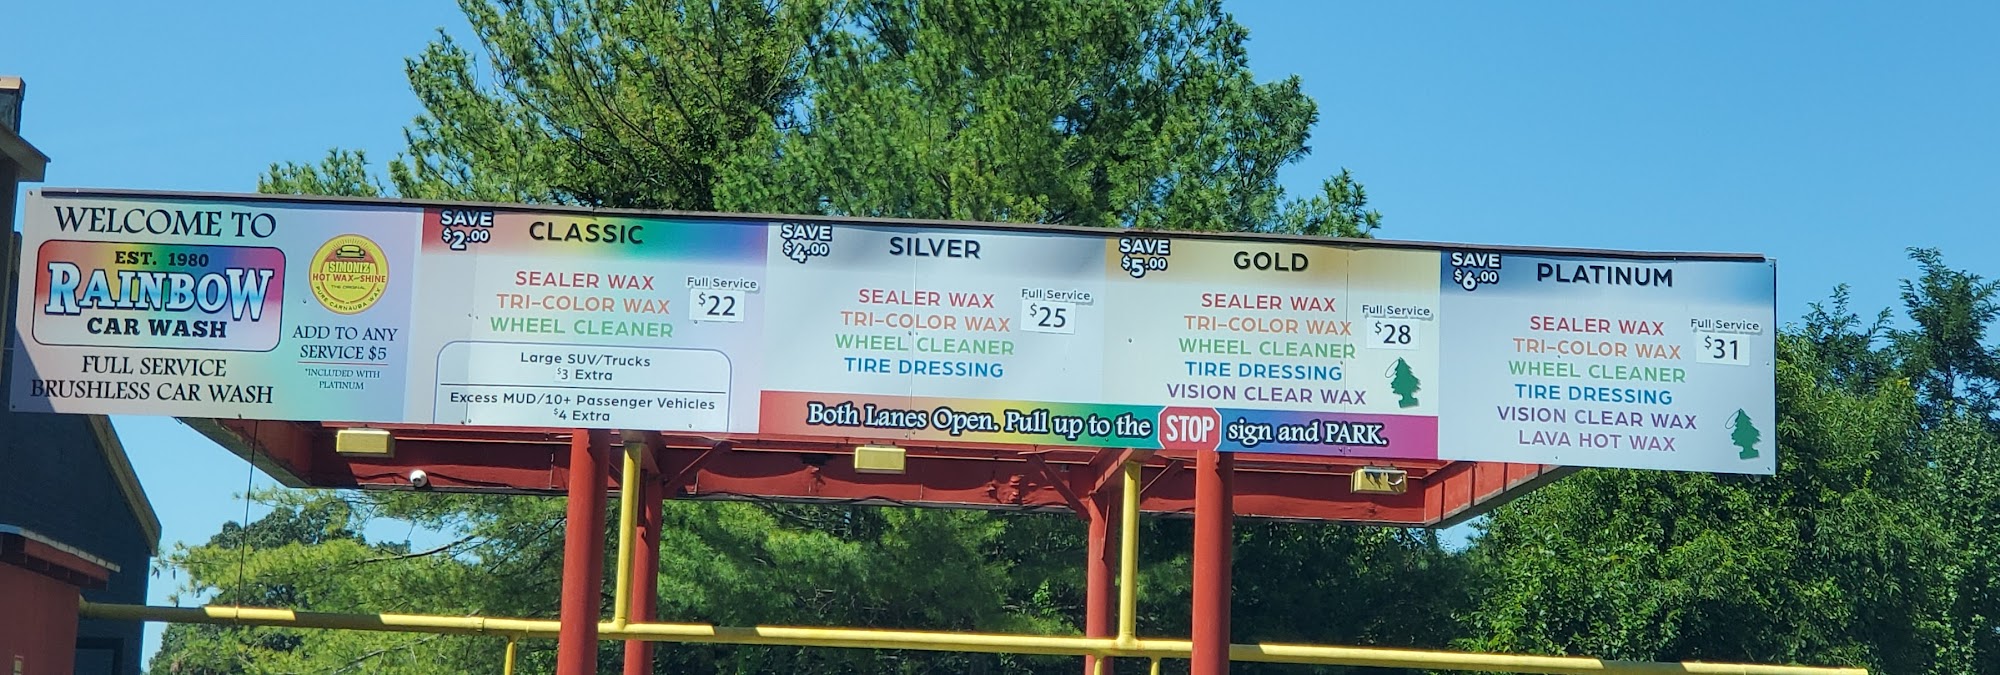 WELCOME TO
EST. 1980
RAINBOW
CAR WASH
FULL SERVICE
BRUSHLESS CAR WASH
SIMONIZ
HOT WAX and SHINE
THE ORIGINAL
PURE CARNAUBA WAX
ADD TO ANY
SERVICE $5
*INCLUDED WITH
PLATINUM
SAVE
$2.00
CLASSIC
SEALER WAX
TRI-COLOR WAX
WHEEL CLEANER
Full Service
$22
Large SUV/Trucks
$3 Extra
Excess MUD/10+ Passenger Vehicles
$4 Extra
SAVE
$4.00
SILVER
SEALER WAX
TRI-COLOR WAX
WHEEL CLEANER
TIRE DRESSING
Full Service
$25
SAVE
$5.00
GOLD
SEALER WAX
TRI-COLOR WAX
WHEEL CLEANER
TIRE DRESSING
VISION CLEAR WAX
Full Service
$28
Both Lanes Open. Pull up to the STOP sign and PARK.
SAVE
$6.00
PLATINUM
SEALER WAX
TRI-COLOR WAX
WHEEL CLEANER
TIRE DRESSING
VISION CLEAR WAX
LAVA HOT WAX
Full Service
$31